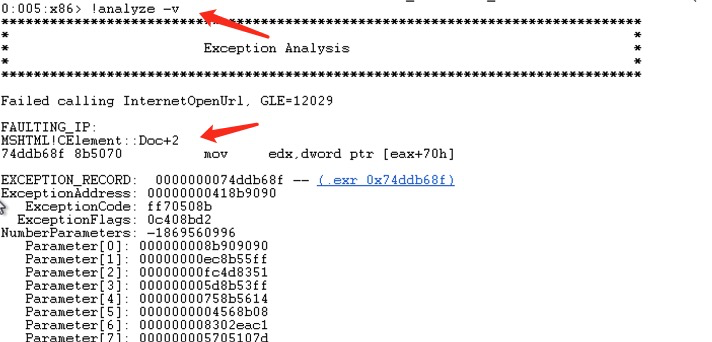 0:005:x86> !analyze -v
*******************************************************************************
*                                                                             *
*                        Exception Analysis                                   *
*                                                                             *
*******************************************************************************
Failed calling InternetOpenUrl, GLE=12029
FAULTING_IP:
MSHTML!CElement::Doc+2
74ddb68f 8b5070          mov     edx,dword ptr [eax+70h]
EXCEPTION_RECORD:  0000000074ddb68f -- (.exr 0x74ddb68f)
ExceptionAddress: 00000000418b9090
   ExceptionCode: ff70508b
  ExceptionFlags: 0c408bd2
NumberParameters: -1869560996
   Parameter[0]: 000000008b909090
   Parameter[1]: 00000000ec8b55ff
   Parameter[2]: 00000000fc4d8351
   Parameter[3]: 000000005d8b53ff
   Parameter[4]: 00000000758b5614
   Parameter[5]: 0000000004568b08
   Parameter[6]: 000000008302eac1
   Parameter[7]: 000000005705107d